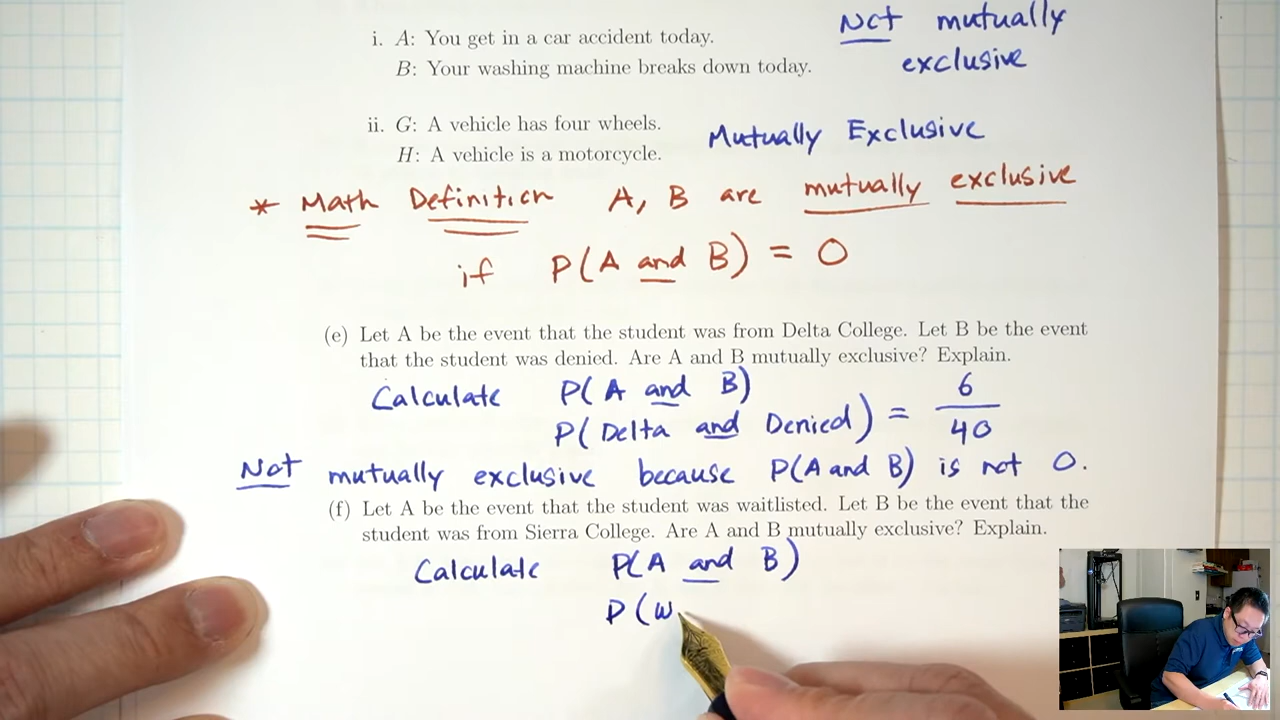 i. A: You get in a car accident today.
B: Your washing machine breaks down today.
Not mutually
exclusive
ii. G: A vehicle has four wheels.
H: A vehicle is a motorcycle.
Mutually Exclusive
* Math Definition A, B are mutually exclusive
if P(A and B) = 0
(e) Let A be the event that the student was from Delta College. Let B be the event
that the student was denied. Are A and B mutually exclusive? Explain.
Calculate P(A and B)
P(Delta and Denied) = 6/40
Not mutually exclusive because P(A and B) is not 0.
(f) Let A be the event that the student was waitlisted. Let B be the event that the
student was from Sierra College. Are A and B mutually exclusive? Explain.
Calculate P(A and B)
P(W